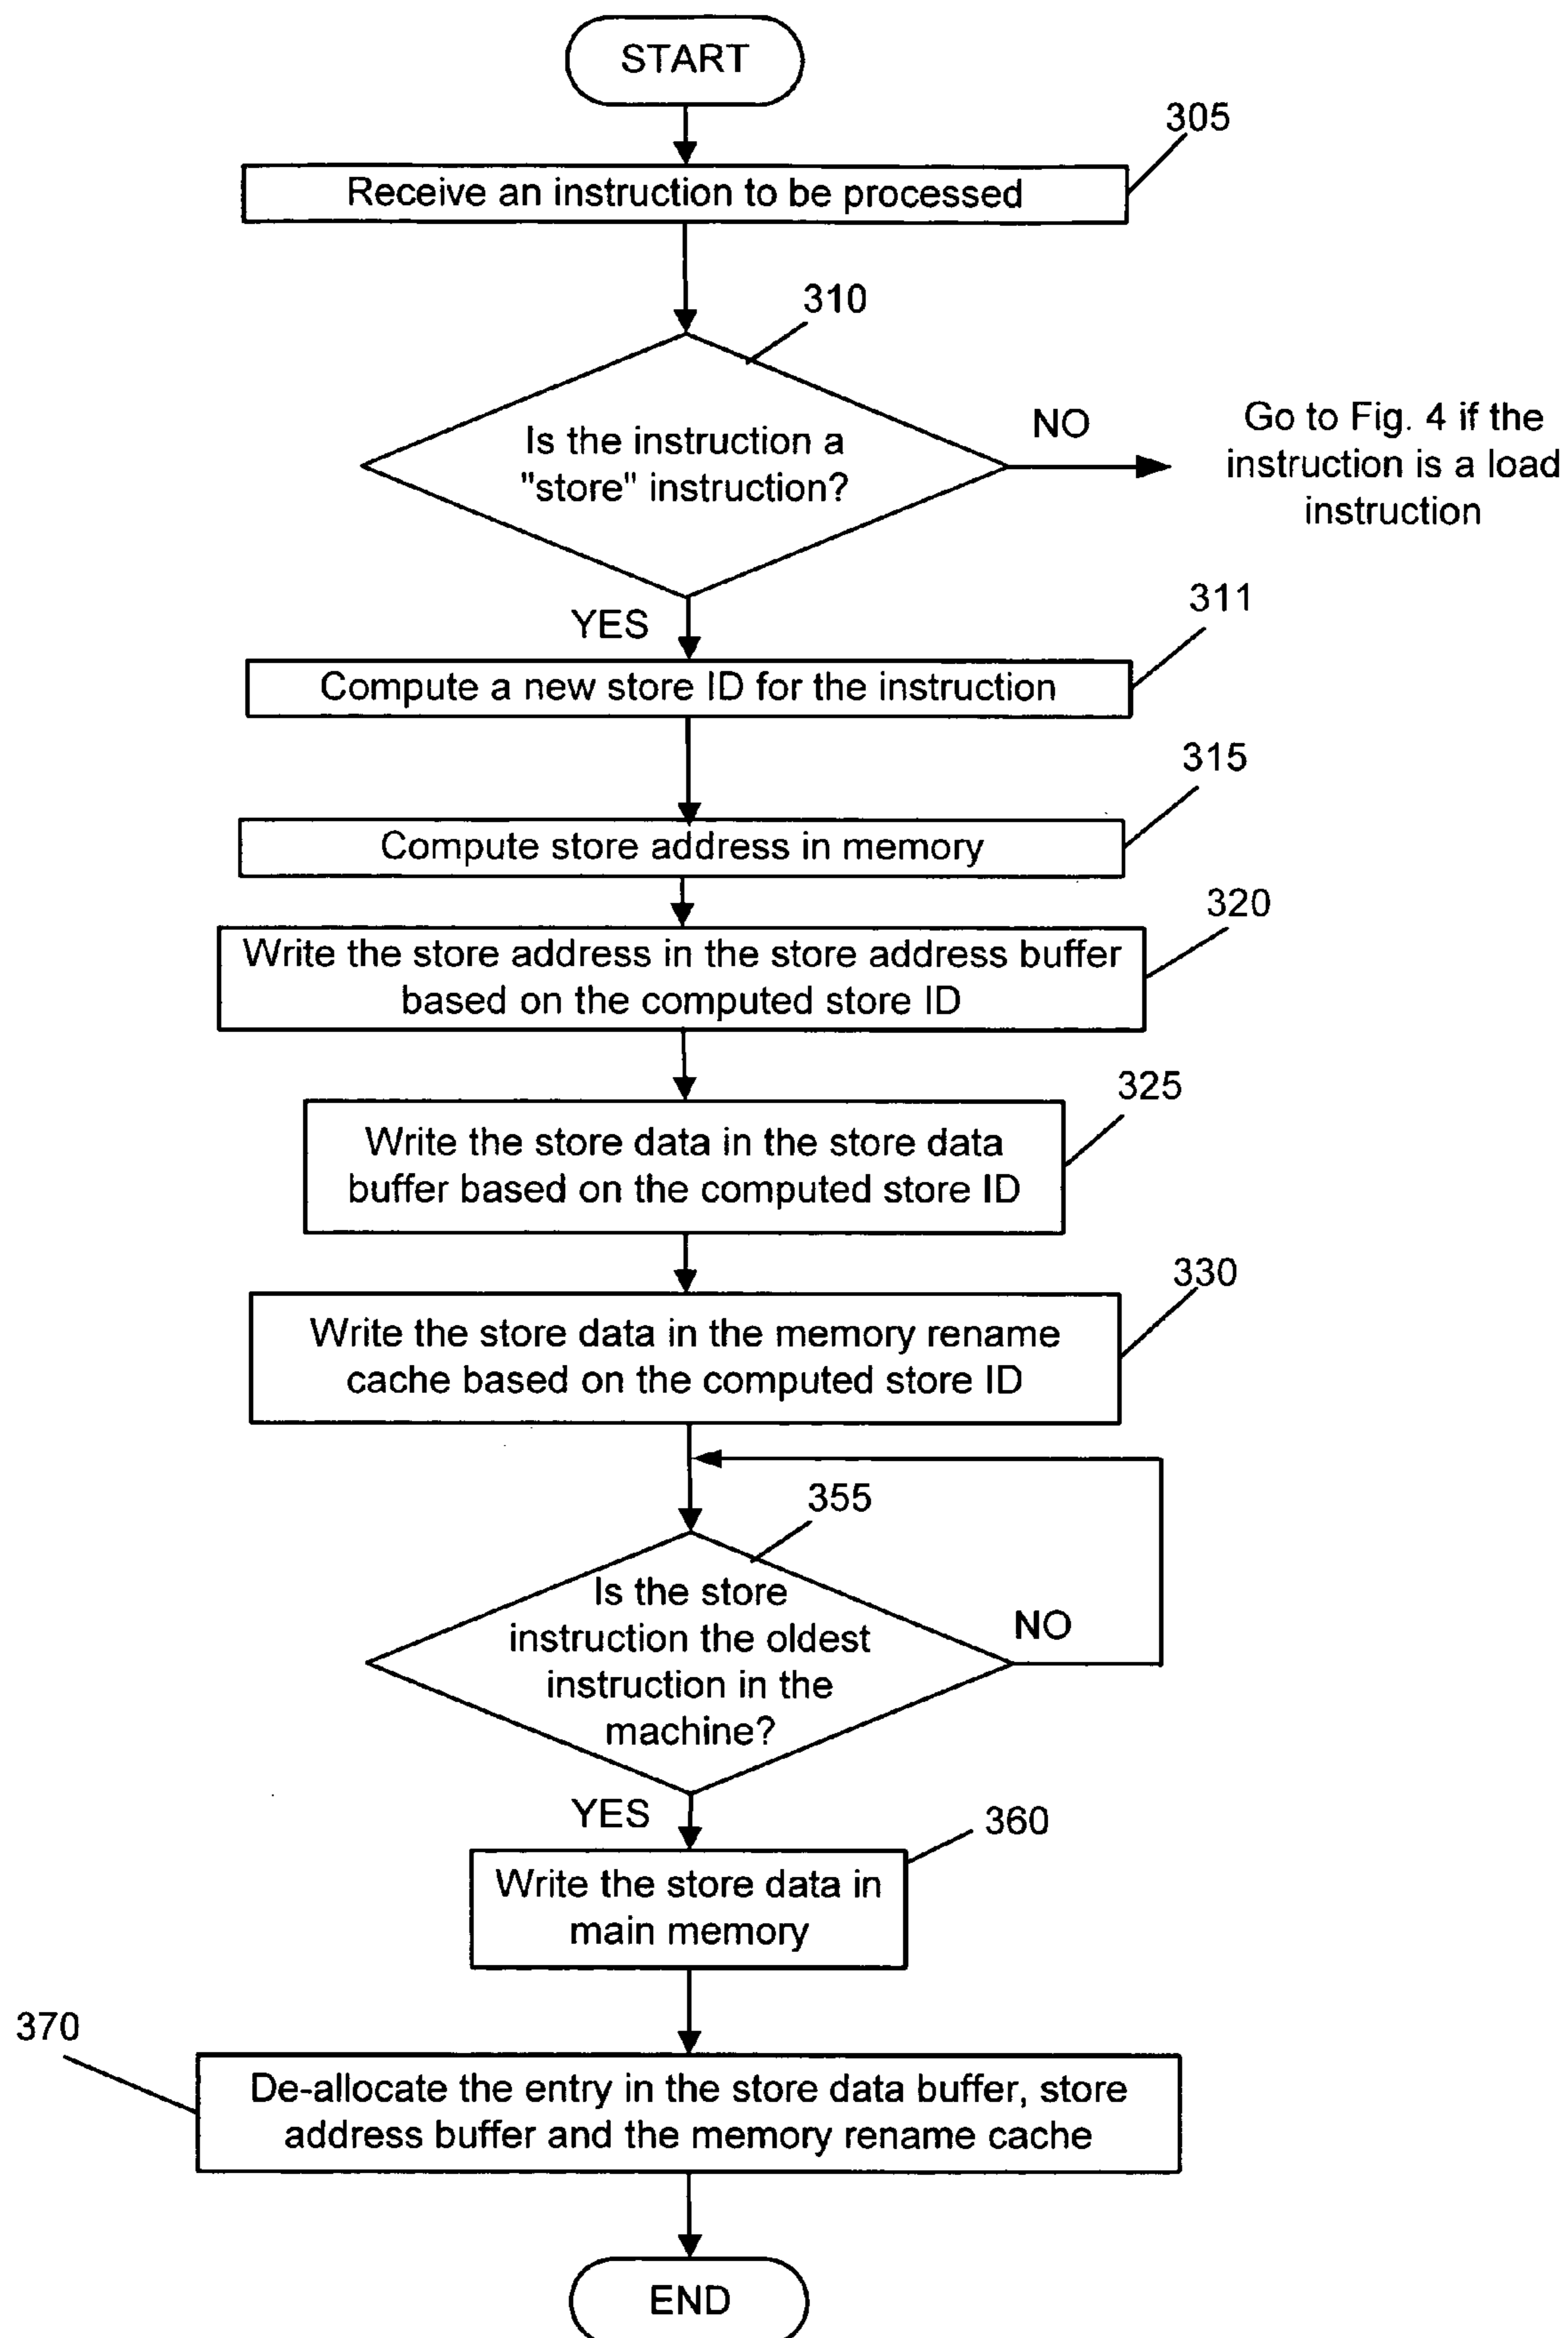 START
305
Receive an instruction to be processed
310
Is the instruction a
"store" instruction?
NO
Go to Fig. 4 if the
instruction is a load
instruction
YES
311
Compute a new store ID for the instruction
315
Compute store address in memory
320
Write the store address in the store address buffer
based on the computed store ID
325
Write the store data in the store data
buffer based on the computed store ID
330
Write the store data in the memory rename
cache based on the computed store ID
355
Is the store
instruction the oldest
instruction in the
machine?
NO
YES
360
Write the store data in
main memory
370
De-allocate the entry in the store data buffer, store
address buffer and the memory rename cache
END